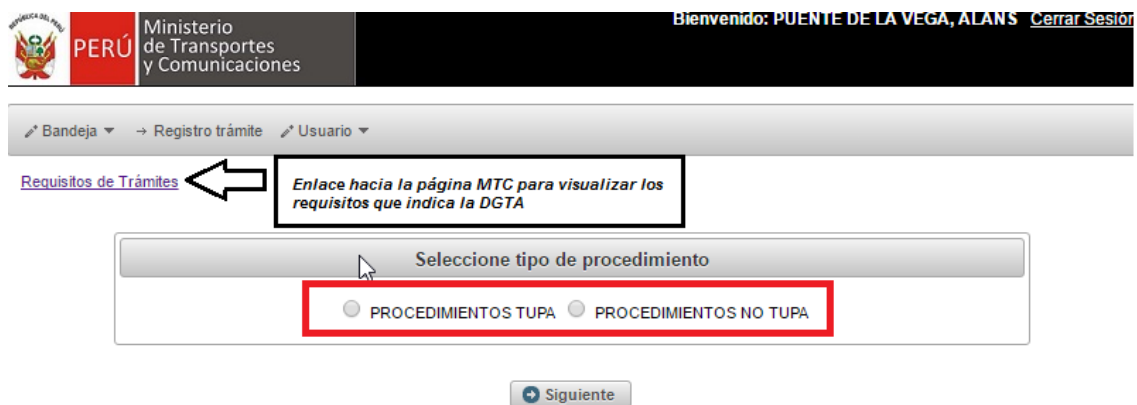 REPÚBLICA DEL PERÚ
PERÚ
Ministerio
de Transportes
y Comunicaciones
Bienvenido: PUENTE DE LA VEGA, ALANS Cerrar Sesión
Bandeja Registro trámite Usuario
Requisitos de Trámites
Enlace hacia la página MTC para visualizar los
requisitos que indica la DGTA
Seleccione tipo de procedimiento
PROCEDIMIENTOS TUPA PROCEDIMIENTOS NO TUPA
Siguiente